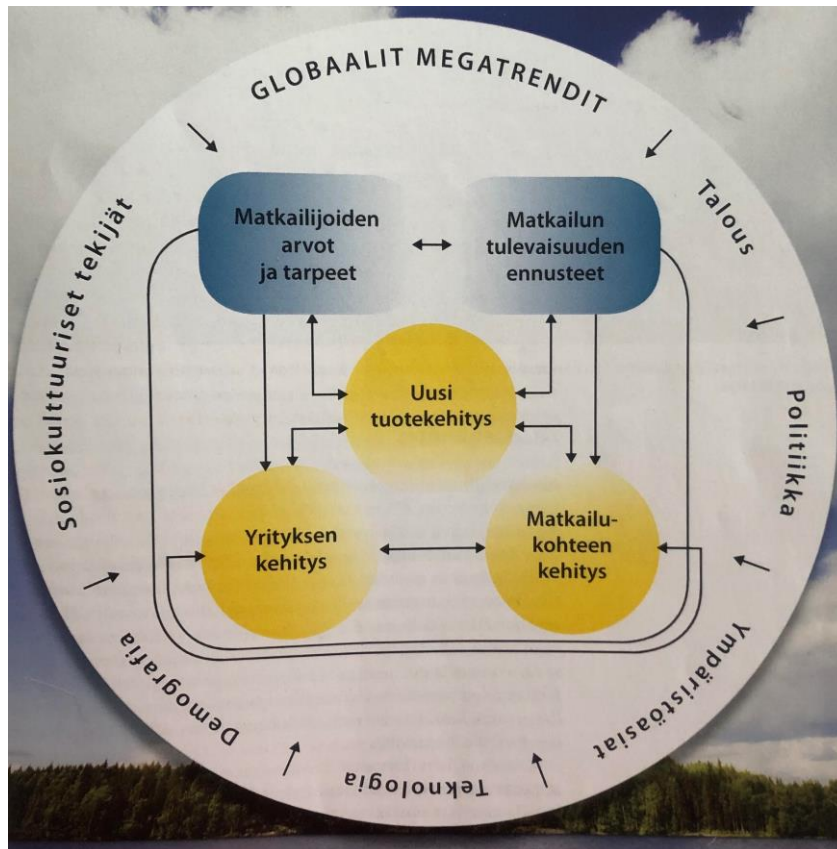 GLOBAALIT MEGATRENDIT
Talous
Politiikka
Ympäristöasiat
Teknologia
Demografia
Sosiokulttuuriset tekijät
Matkailijoiden
arvot
ja tarpeet
Matkailun
tulevaisuuden
ennusteet
Uusi
tuotekehitys
Yrityksen
kehitys
Matkailu-
kohteen
kehitys